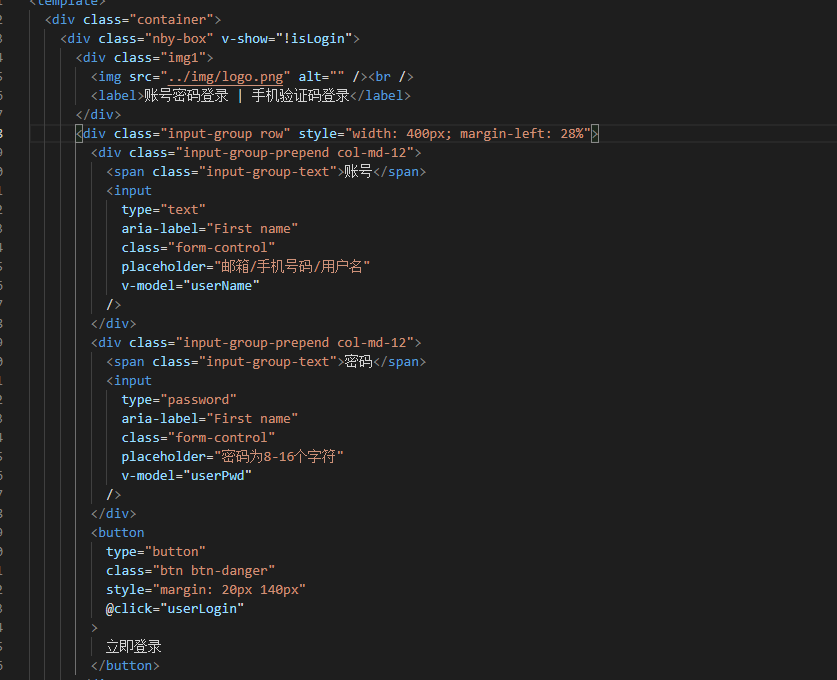 <template>
<div class="container">
<div class="nby-box" v-show="!isLogin">
<div class="img1">
<img src="../img/logo.png" alt="" /><br />
<label>账号密码登录 | 手机验证码登录</label>
</div>
<div class="input-group row" style="width: 400px; margin-left: 28%">
<div class="input-group-prepend col-md-12">
<span class="input-group-text">账号</span>
<input
type="text"
aria-label="First name"
class="form-control"
placeholder="邮箱/手机号码/用户名"
v-model="userName"
/>
</div>
<div class="input-group-prepend col-md-12">
<span class="input-group-text">密码</span>
<input
type="password"
aria-label="First name"
class="form-control"
placeholder="密码为8-16个字符"
v-model="userPwd"
/>
</div>
<button
type="button"
class="btn btn-danger"
style="margin: 20px 140px"
@click="userLogin"
>
立即登录
</button>